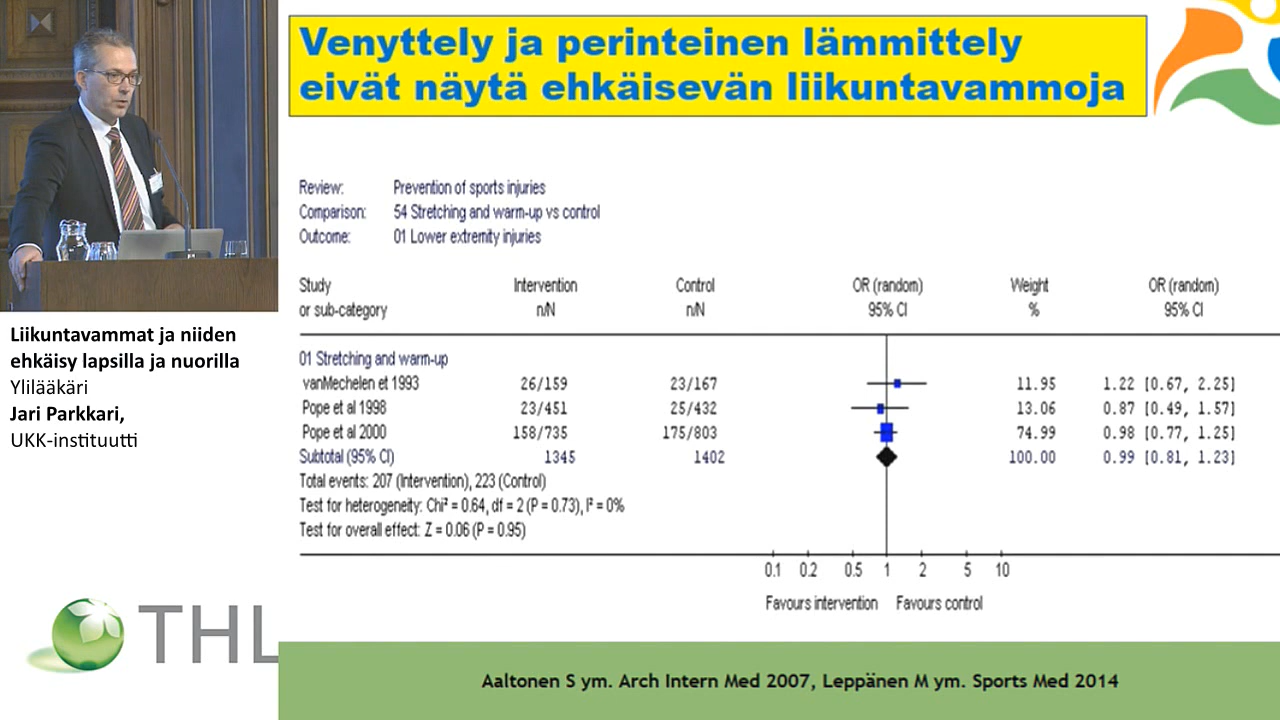 Venyttely ja perinteinen lämmittely
eivät näytä ehkäisevän liikuntavammoja
Review: Prevention of sports injuries
Comparison: 54 Stretching and warm-up vs control
Outcome: 01 Lower extremity injuries
Study Intervention Control OR (random) Weight OR (random)
or sub-category n/N n/N 95% CI % 95% CI
01 Stretching and warm-up
vanMechelen et 1993 26/159 23/167 11.95 1.22 [0.67, 2.25]
Pope et al 1998 23/451 25/432 13.06 0.87 [0.49, 1.57]
Pope et al 2000 158/735 175/803 74.99 0.98 [0.77, 1.25]
Subtotal (95% CI) 1345 1402 100.00 0.99 [0.81, 1.23]
Total events: 207 (Intervention), 223 (Control)
Test for heterogeneity: Chi² = 0.64, df = 2 (P = 0.73), I² = 0%
Test for overall effect: Z = 0.06 (P = 0.95)
0.1 0.2 0.5 1 2 5 10
Favours intervention Favours control
Aaltonen S ym. Arch Intern Med 2007, Leppänen M ym. Sports Med 2014
Liikuntavammat ja niiden
ehkäisy lapsilla ja nuorilla
Ylilääkäri
Jari Parkkari,
UKK-instituutti
THL